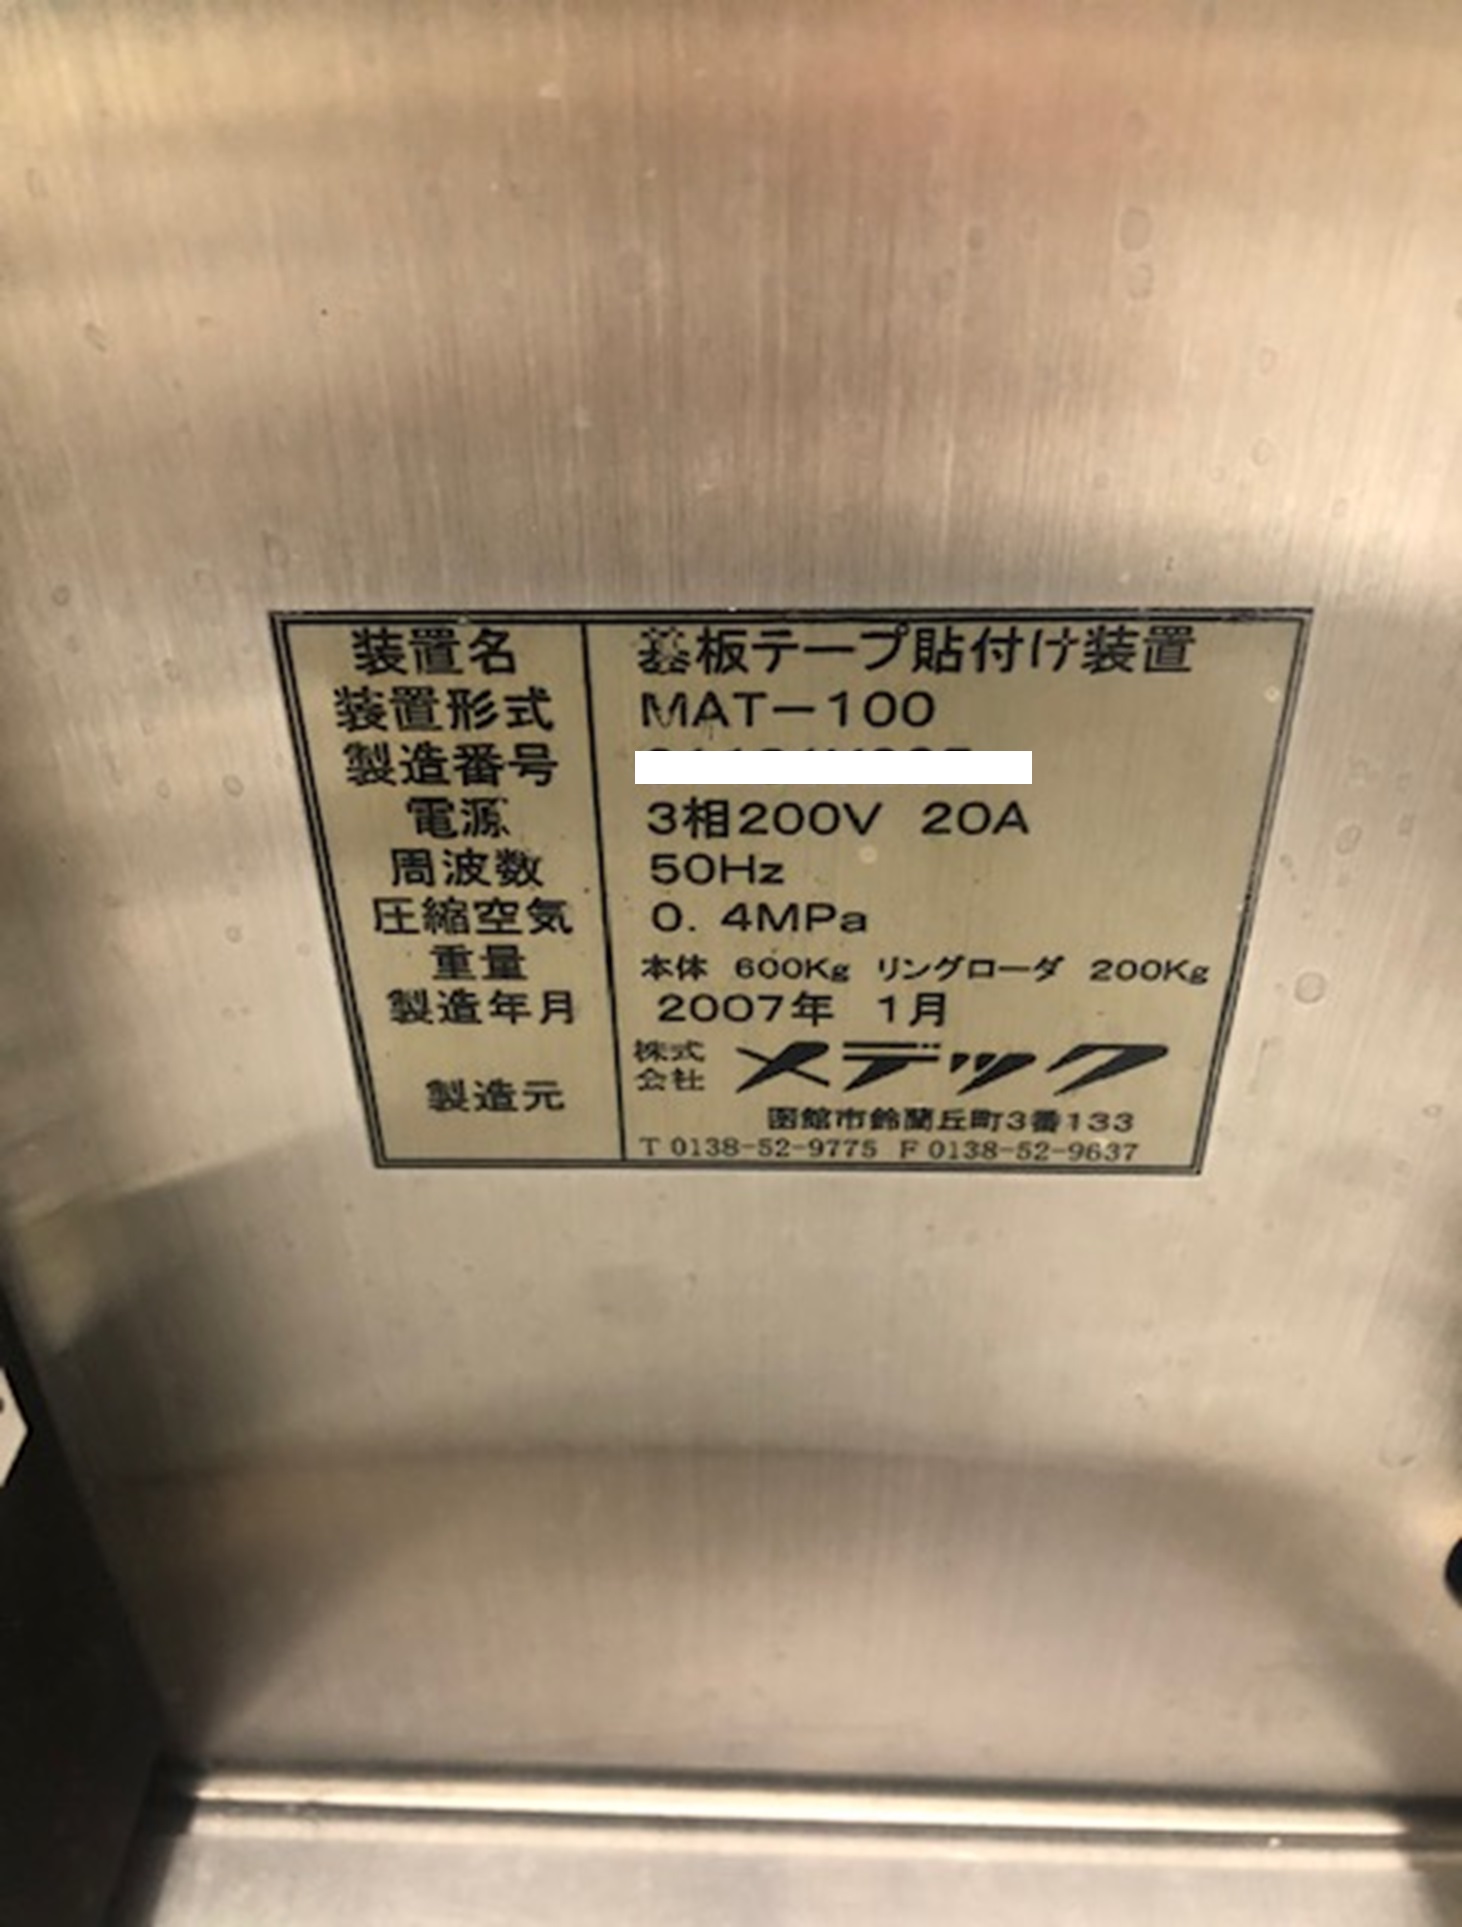 装置名 基板テープ貼付け装置
装置形式 MAT-100
製造番号
電源 3相200V 20A
周波数 50Hz
圧縮空気 0.4MPa
重量 本体 600Kg リングローダ 200Kg
製造年月 2007年 1月
製造元 株式会社 メデック
函館市鈴蘭丘町3番133
T 0138-52-9775 F 0138-52-9637